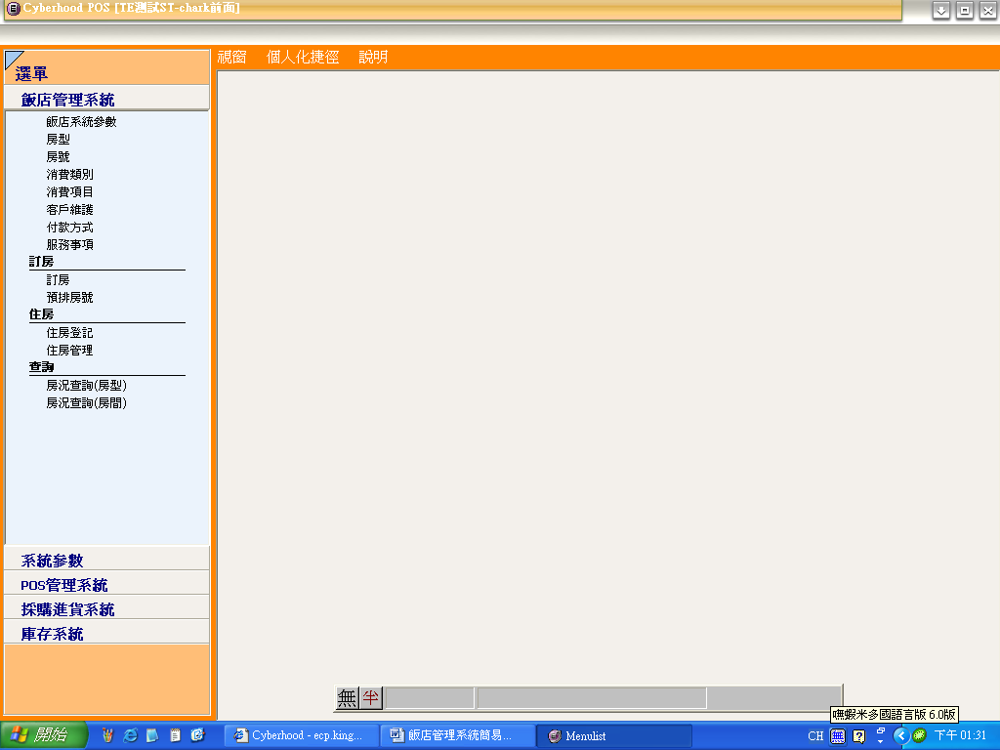 Cyberhood POS [TE測試ST-chark前面]
視窗 個人化捷徑 說明
選單
飯店管理系統
飯店系統參數
房型
房號
消費類別
消費項目
客戶維護
付款方式
服務事項
訂房
訂房
預排房號
住房
住房登記
住房管理
查詢
房況查詢(房型)
房況查詢(房間)
系統參數
POS管理系統
採購進貨系統
庫存系統
無 半
嘸蝦米多國語言版 6.0版
開始 Cyberhood - ecp king... 飯店管理系統簡易... Menulist CH 無 下午 01:31